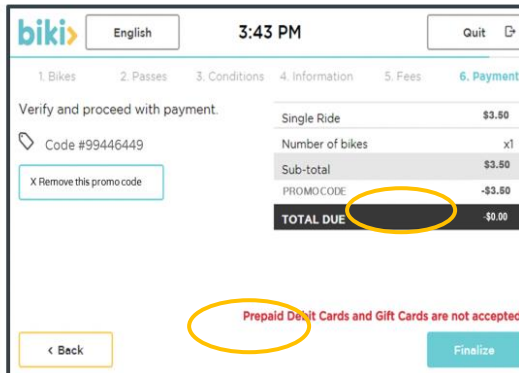 biki
English
3:43 PM
Quit
1. Bikes 2. Passes 3. Conditions 4. Information 5. Fees 6. Payment
Verify and proceed with payment.
Code #99446449
X Remove this promo code
Single Ride $3.50
Number of bikes x1
Sub-total $3.50
PROMOCODE -$3.50
TOTAL DUE -$0.00
Prepaid Debit Cards and Gift Cards are not accepted
< Back
Finalize